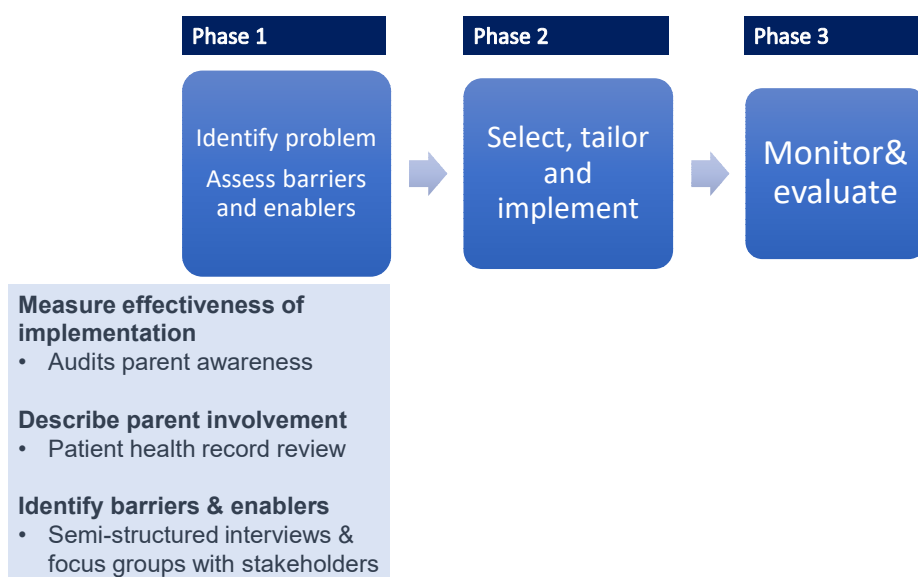 Phase 1
Phase 2
Phase 3
Identify problem
Assess barriers
and enablers
Select, tailor
and
implement
Monitor&
evaluate
Measure effectiveness of
implementation
• Audits parent awareness
Describe parent involvement
• Patient health record review
Identify barriers & enablers
• Semi-structured interviews &
focus groups with stakeholders